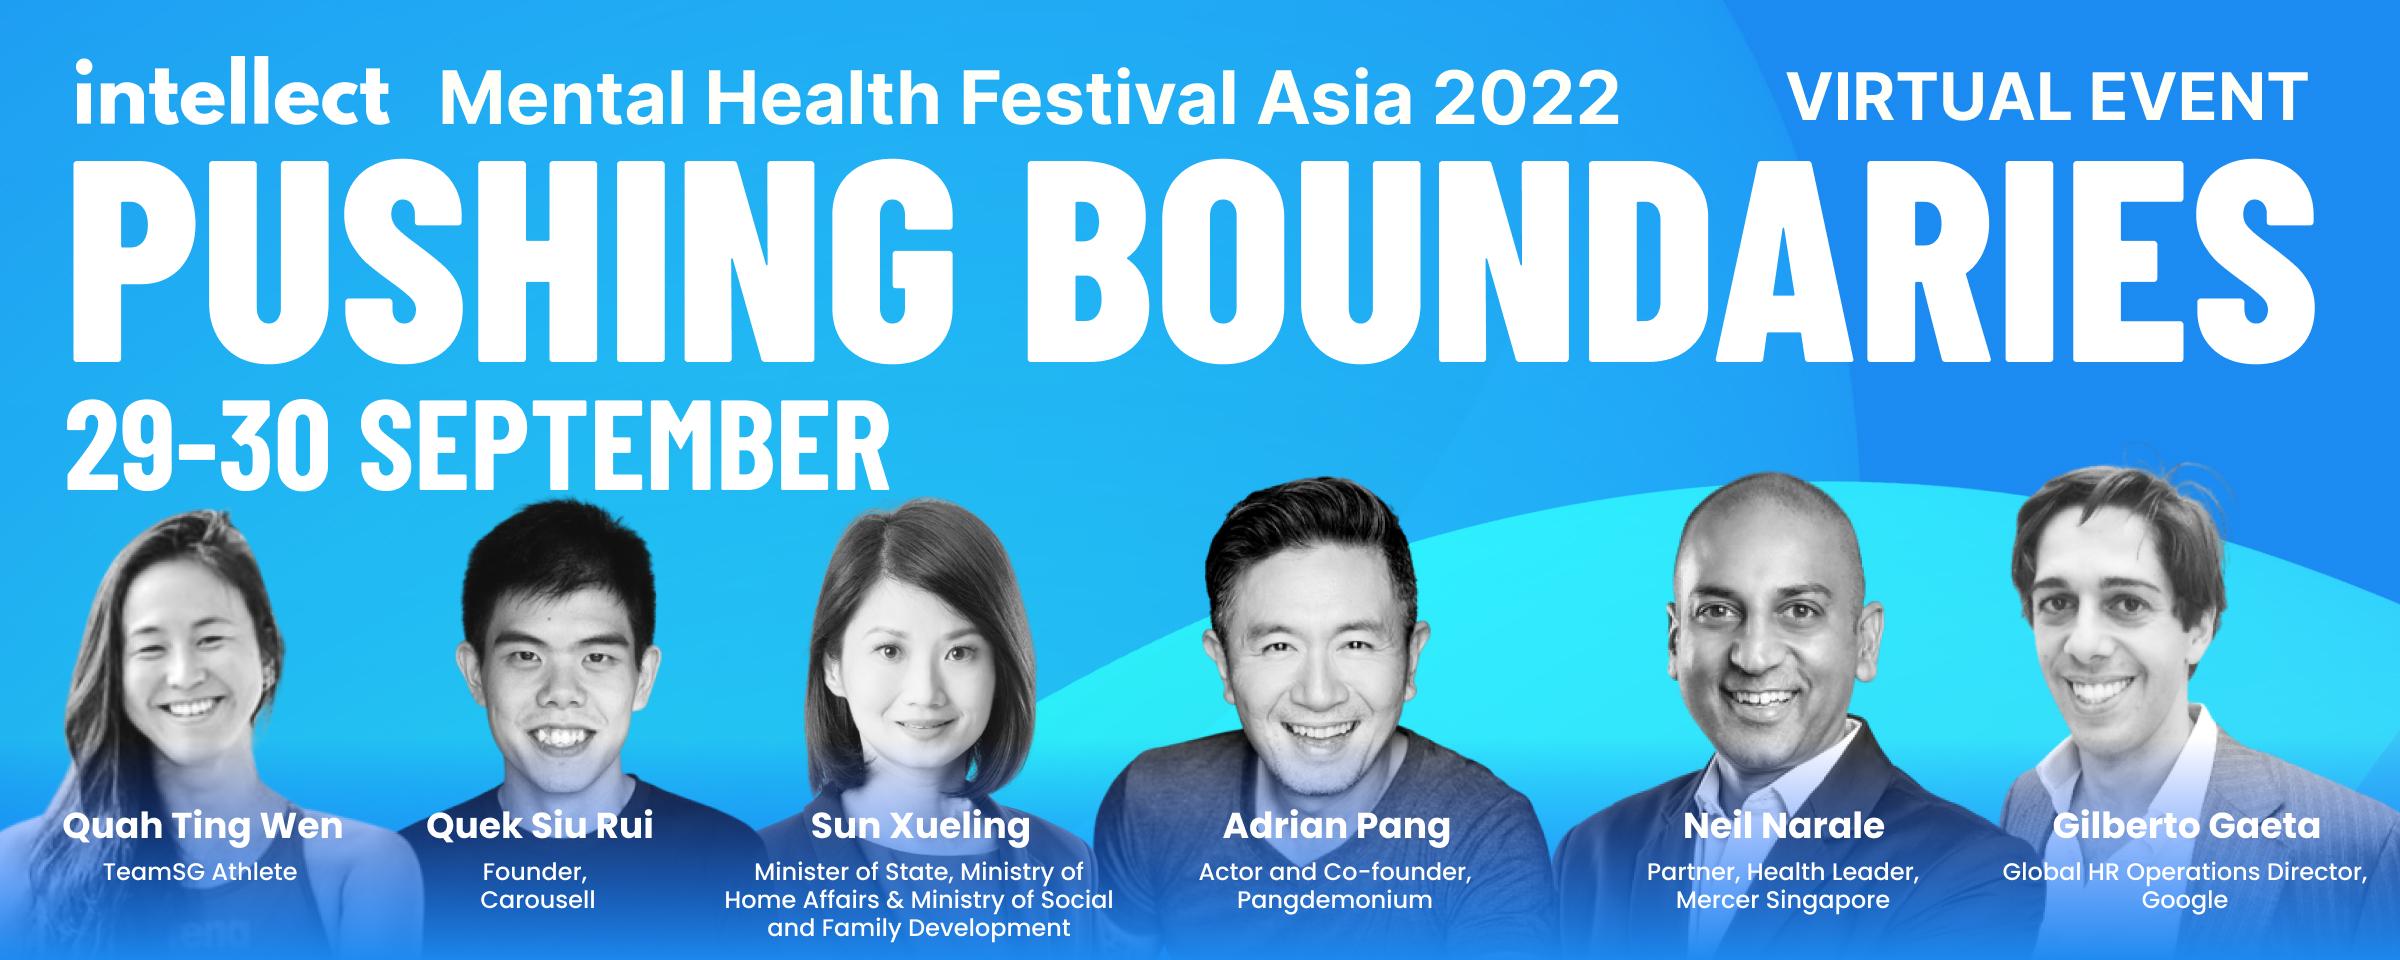 intellect Mental Health Festival Asia 2022 VIRTUAL EVENT
PUSHING BOUNDARIES
29-30 SEPTEMBER
Quah Ting Wen
TeamSG Athlete
Quek Siu Rui
Founder,
Carousell
Sun Xueling
Minister of State, Ministry of
Home Affairs & Ministry of Social
and Family Development
Adrian Pang
Actor and Co-founder,
Pangdemonium
Neil Narale
Partner, Health Leader,
Mercer Singapore
Gilberto Gaeta
Global HR Operations Director,
Google